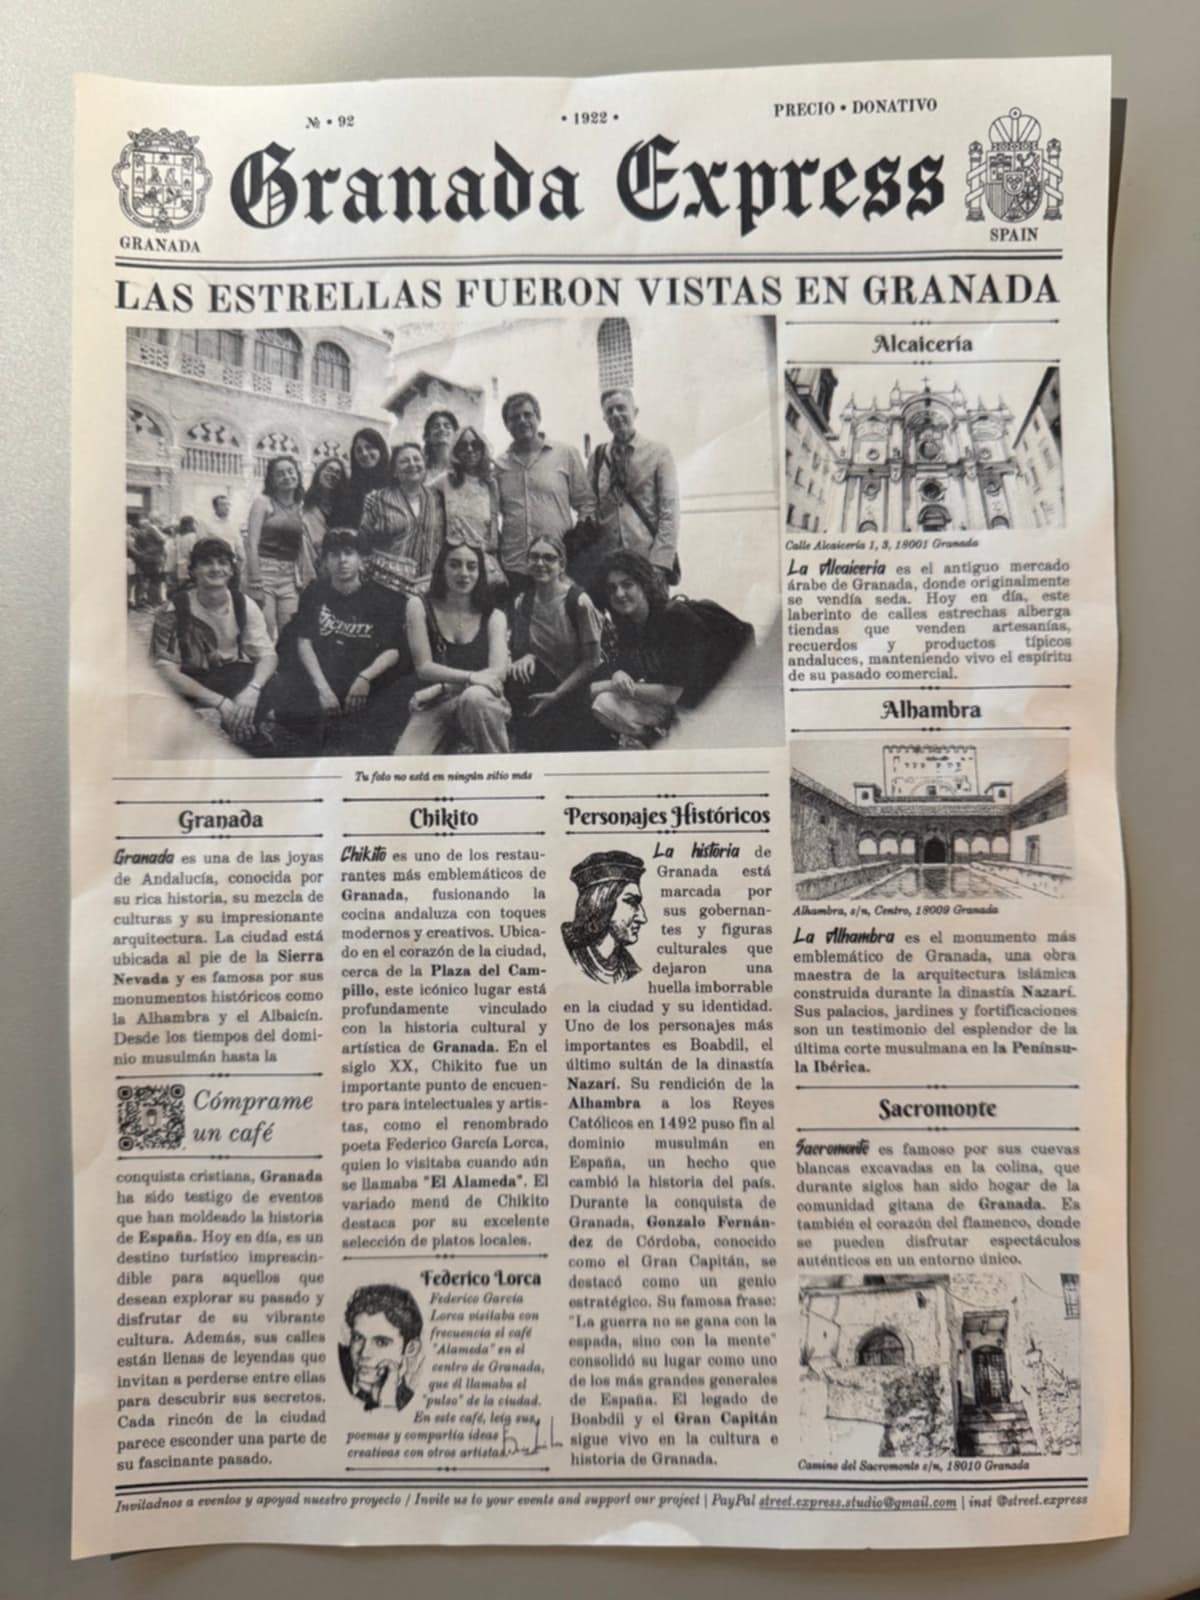 № • 92
• 1922 •
PRECIO • DONATIVO
Granada Express
GRANADA
SPAIN
LAS ESTRELLAS FUERON VISTAS EN GRANADA
Tu foto no está en ningún sitio más
Granada
Granada es una de las joyas
de Andalucía, conocida por
su rica historia, su mezcla de
culturas y su impresionante
arquitectura. La ciudad está
ubicada al pie de la Sierra
Nevada y es famosa por sus
monumentos históricos como
la Alhambra y el Albaicín.
Desde los tiempos del domi-
nio musulmán hasta la
Cómprame
un café
conquista cristiana, Granada
ha sido testigo de eventos
que han moldeado la historia
de España. Hoy en día, es un
destino turístico imprescin-
dible para aquellos que
desean explorar su pasado y
disfrutar de su vibrante
cultura. Además, sus calles
están llenas de leyendas que
invitan a perderse entre ellas
para descubrir sus secretos.
Cada rincón de la ciudad
parece esconder una parte de
su fascinante pasado.
Chikito
Chikito es uno de los restau-
rantes más emblemáticos de
Granada, fusionando la
cocina andaluza con toques
modernos y creativos. Ubica-
do en el corazón de la ciudad,
cerca de la Plaza del Cam-
pillo, este icónico lugar está
profundamente vinculado
con la historia cultural y
artística de Granada. En el
siglo XX, Chikito fue un
importante punto de encuen-
tro para intelectuales y artis-
tas, como el renombrado
poeta Federico García Lorca,
quien lo visitaba cuando aún
se llamaba "El Alameda". El
variado menú de Chikito
destaca por su excelente
selección de platos locales.
Federico Lorca
Federico García
Lorca visitaba con
frecuencia el café
"Alameda" en el
centro de Granada,
que él llamaba el
"pulso" de la ciudad.
En este café, leía sus
poemas y compartía ideas
creativas con otros artistas.
Personajes Históricos
La historia de
Granada está
marcada por
sus gobernan-
tes y figuras
culturales que
dejaron una
huella imborrable
en la ciudad y su identidad.
Uno de los personajes más
importantes es Boabdil, el
último sultán de la dinastía
Nazarí. Su rendición de la
Alhambra a los Reyes
Católicos en 1492 puso fin al
dominio musulmán en
España, un hecho que
cambió la historia del país.
Durante la conquista de
Granada, Gonzalo Fernán-
dez de Córdoba, conocido
como el Gran Capitán, se
destacó como un genio
estratégico. Su famosa frase:
"La guerra no se gana con la
espada, sino con la mente"
consolidó su lugar como uno
de los más grandes generales
de España. El legado de
Boabdil y el Gran Capitán
sigue vivo en la cultura e
historia de Granada.
Alcaicería
Calle Alcaicería 1, 3, 18001 Granada
La Alcaicería es el antiguo mercado
árabe de Granada, donde originalmente
se vendía seda. Hoy en día, este
laberinto de calles estrechas alberga
tiendas que venden artesanías,
recuerdos y productos típicos
andaluces, manteniendo vivo el espíritu
de su pasado comercial.
Alhambra
Alhambra, s/n, Centro, 18009 Granada
La Alhambra es el monumento más
emblemático de Granada, una obra
maestra de la arquitectura islámica
construida durante la dinastía Nazarí.
Sus palacios, jardines y fortificaciones
son un testimonio del esplendor de la
última corte musulmana en la Penínsu-
la Ibérica.
Sacromonte
Sacromonte es famoso por sus cuevas
blancas excavadas en la colina, que
durante siglos han sido hogar de la
comunidad gitana de Granada. Es
también el corazón del flamenco, donde
se pueden disfrutar espectáculos
auténticos en un entorno único.
Camino del Sacromonte s/n, 18010 Granada
Invitadnos a eventos y apoyad nuestro proyecto / Invite us to your events and support our project | PayPal street.express.studio@gmail.com | inst @street.express